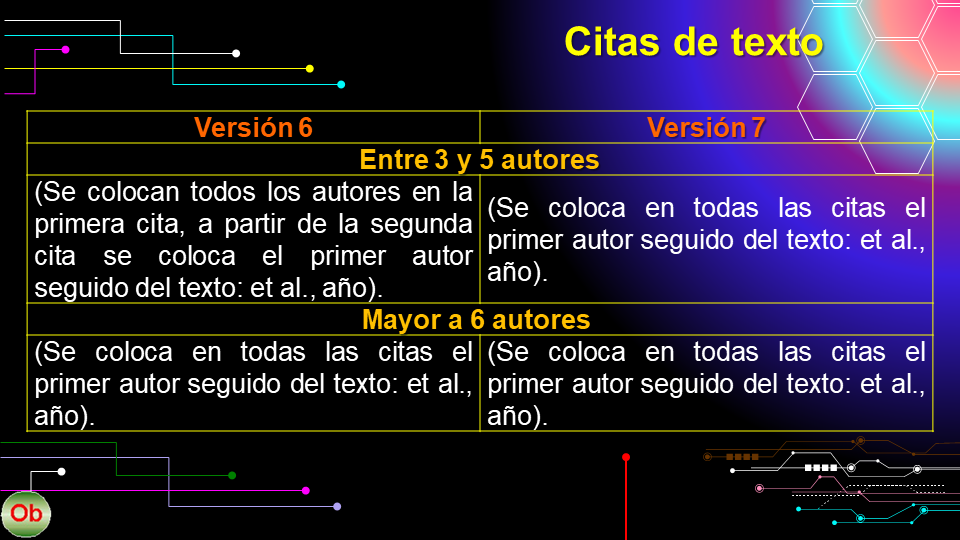 Citas de texto
Versión 6
Versión 7
Entre 3 y 5 autores
(Se colocan todos los autores en la
primera cita, a partir de la segunda
cita se coloca el primer autor
seguido del texto: et al., año).
(Se coloca en todas las citas el
primer autor seguido del texto: et al.,
año).
Mayor a 6 autores
(Se coloca en todas las citas el
primer autor seguido del texto: et al.,
año).
(Se coloca en todas las citas el
primer autor seguido del texto: et al.,
año).
Ob